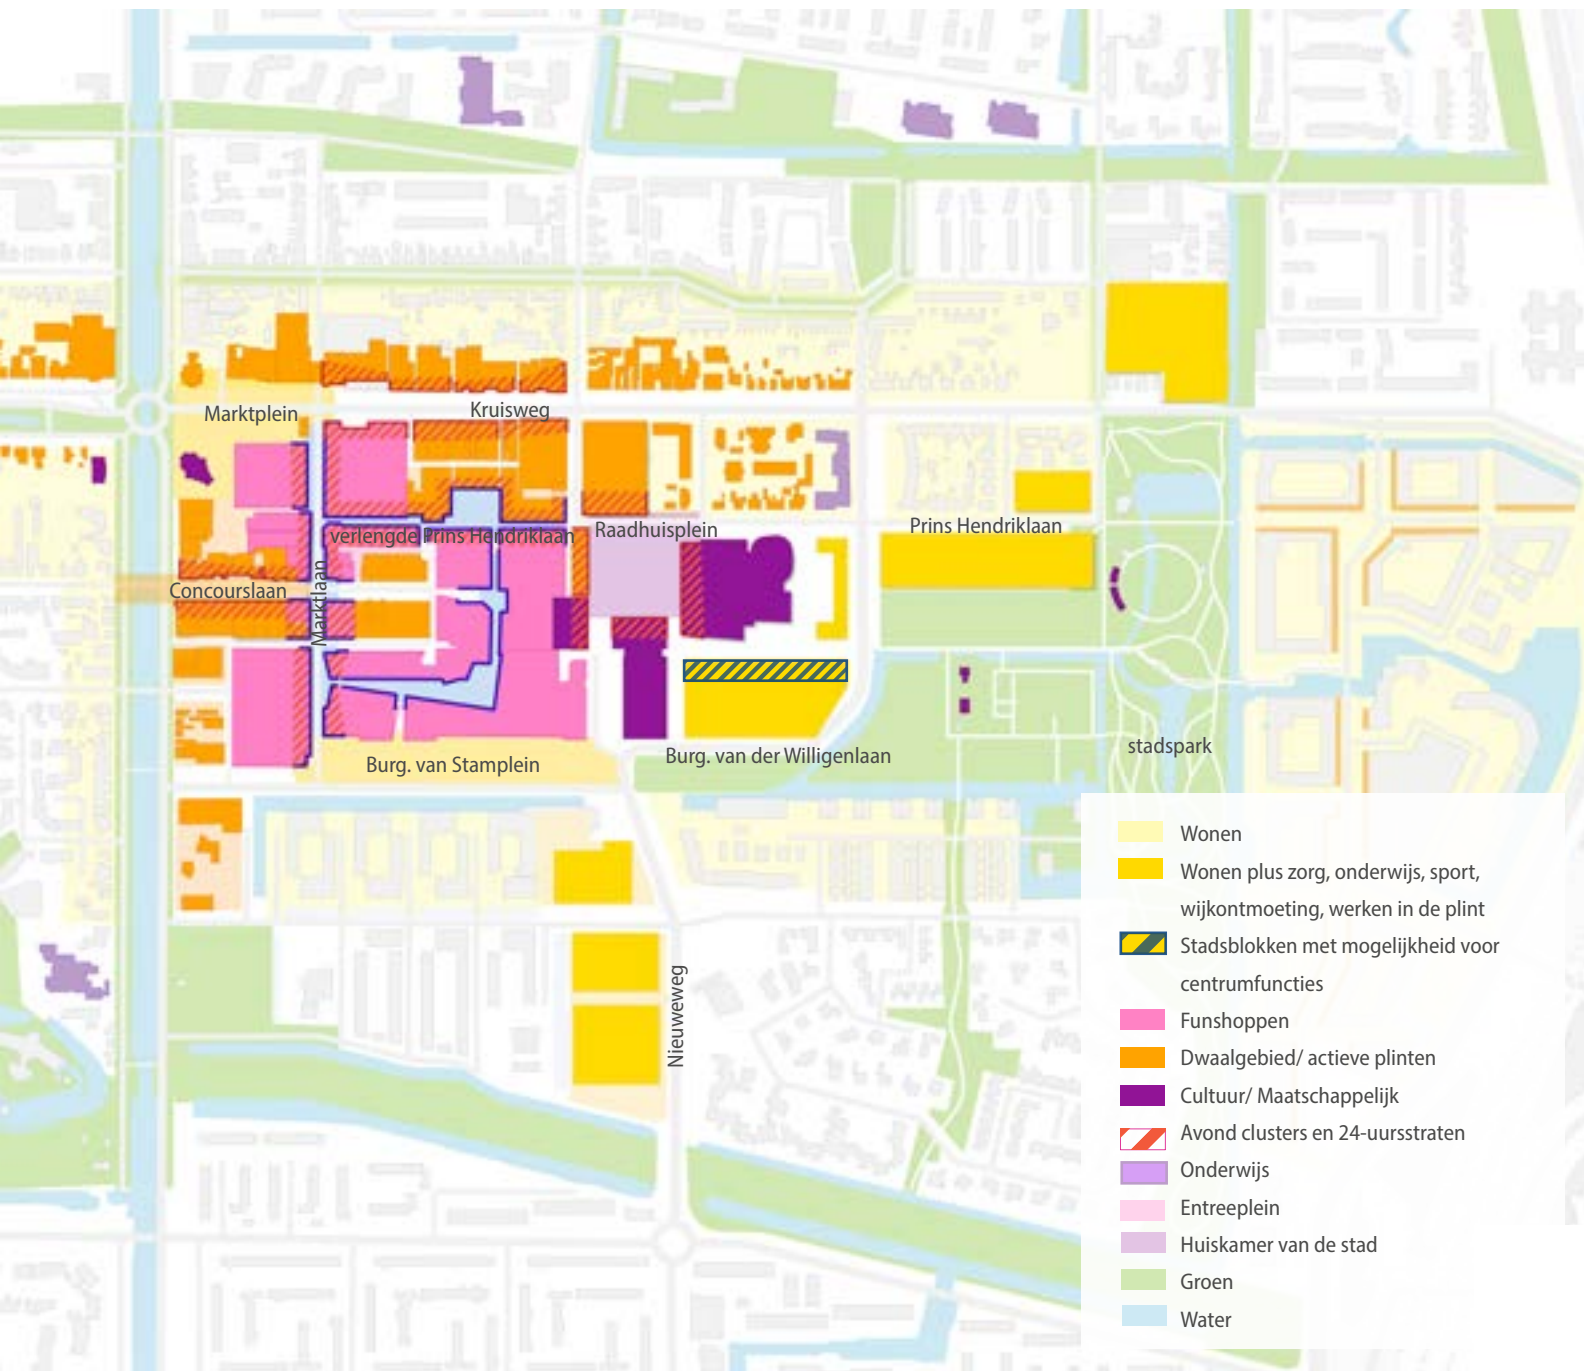 Marktplein
Kruisweg
verlengde Prins Hendriklaan
Raadhuisplein
Prins Hendriklaan
Concourslaan
Marktlaan
Burg. van Stamplein
Burg. van der Willigenlaan
stadspark
Nieuweweg
Wonen
Wonen plus zorg, onderwijs, sport,
wijkontmoeting, werken in de plint
Stadsblokken met mogelijkheid voor
centrumfuncties
Funshoppen
Dwaalgebied/ actieve plinten
Cultuur/ Maatschappelijk
Avond clusters en 24-uursstraten
Onderwijs
Entreeplein
Huiskamer van de stad
Groen
Water